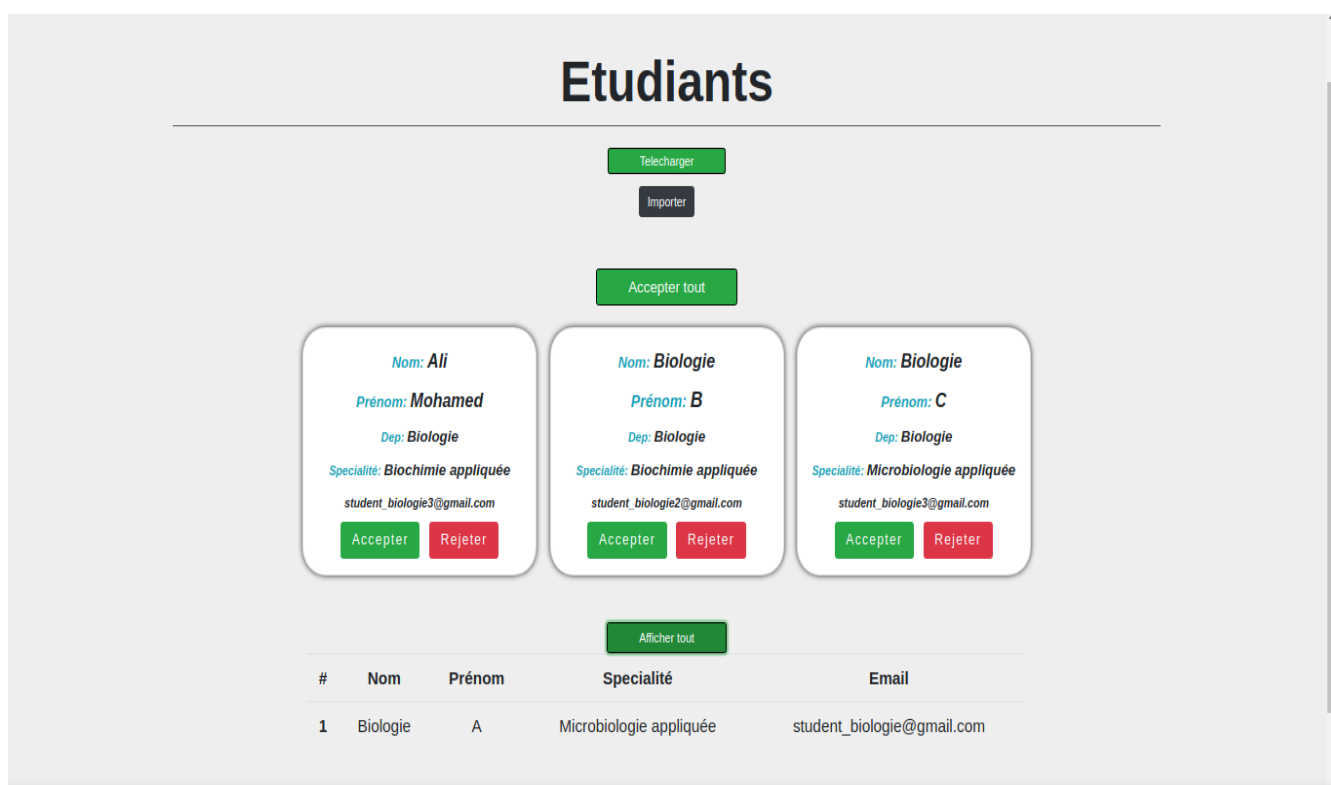 Etudiants
Telecharger
Importer
Accepter tout
Nom: Ali
Prénom: Mohamed
Dep: Biologie
Specialité: Biochimie appliquée
student_biologie3@gmail.com
Accepter Rejeter
Nom: Biologie
Prénom: B
Dep: Biologie
Specialité: Biochimie appliquée
student_biologie2@gmail.com
Accepter Rejeter
Nom: Biologie
Prénom: C
Dep: Biologie
Specialité: Microbiologie appliquée
student_biologie3@gmail.com
Accepter Rejeter
Afficher tout
# Nom Prénom Specialité Email
1 Biologie A Microbiologie appliquée student_biologie@gmail.com